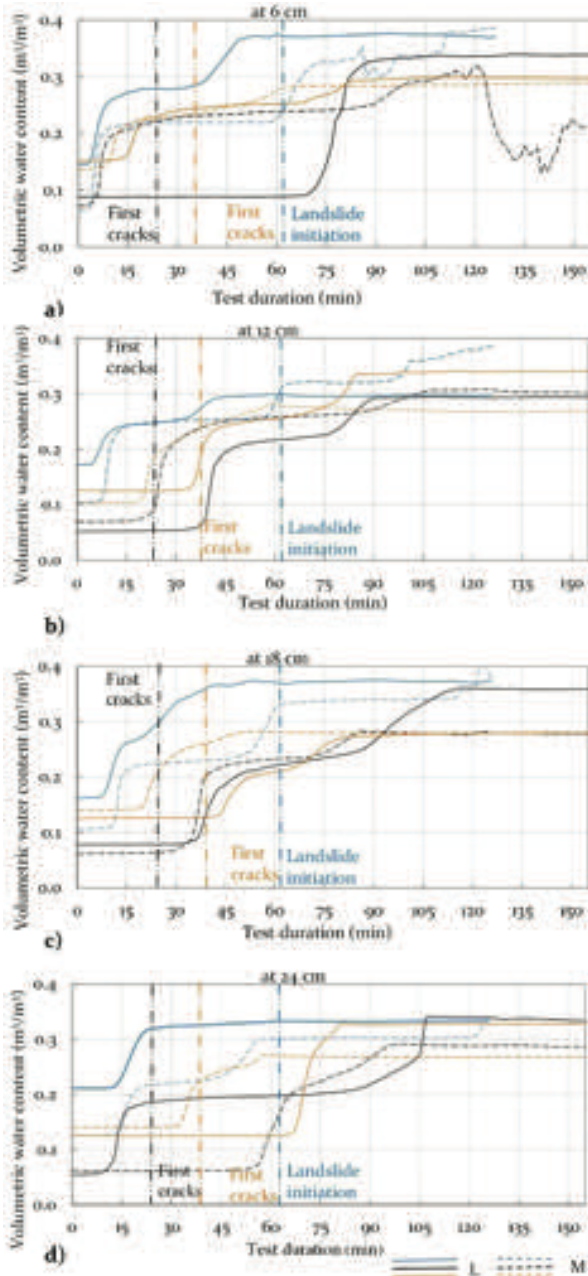 at 6 cm
Volumetric water content (m³/m³)
0.4
0.3
0.2
0.1
0.0
First
cracks
First
cracks
Landslide
initiation
0 15 30 45 60 75 90 105 120 135 150
Test duration (min)
a)
at 12 cm
Volumetric water content (m³/m³)
0.4
0.3
0.2
0.1
0.0
First
cracks
First
cracks
Landslide
initiation
0 15 30 45 60 75 90 105 120 135 150
Test duration (min)
b)
at 18 cm
Volumetric water content (m³/m³)
0.4
0.3
0.2
0.1
0.0
First
cracks
First
cracks
Landslide
initiation
0 15 30 45 60 75 90 105 120 135 150
Test duration (min)
c)
at 24 cm
Volumetric water content (m³/m³)
0.4
0.3
0.2
0.1
0.0
First
cracks
First
cracks
Landslide
initiation
0 15 30 45 60 75 90 105 120 135 150
Test duration (min)
d)
L M